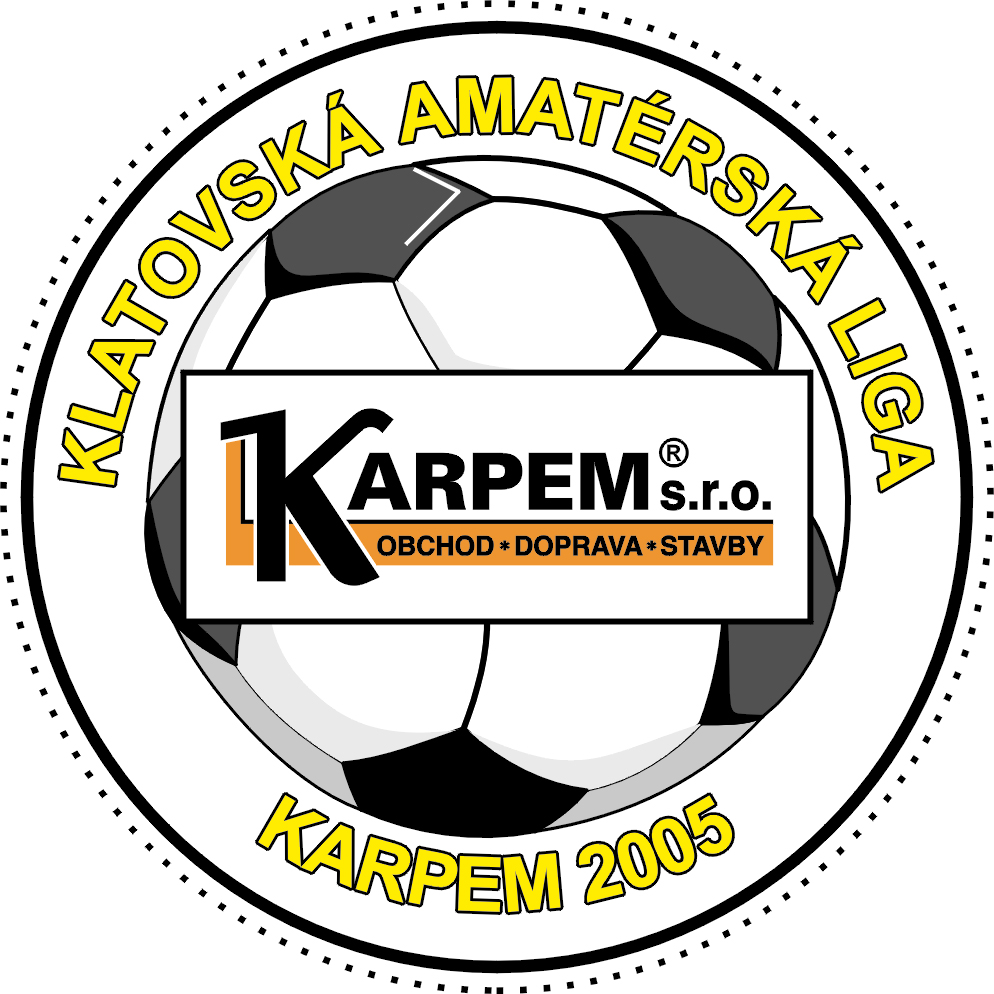 KLATOVSKÁ AMATÉRSKÁ LIGA
KARPEM® s.r.o.
OBCHOD * DOPRAVA * STAVBY
KARPEM 2005